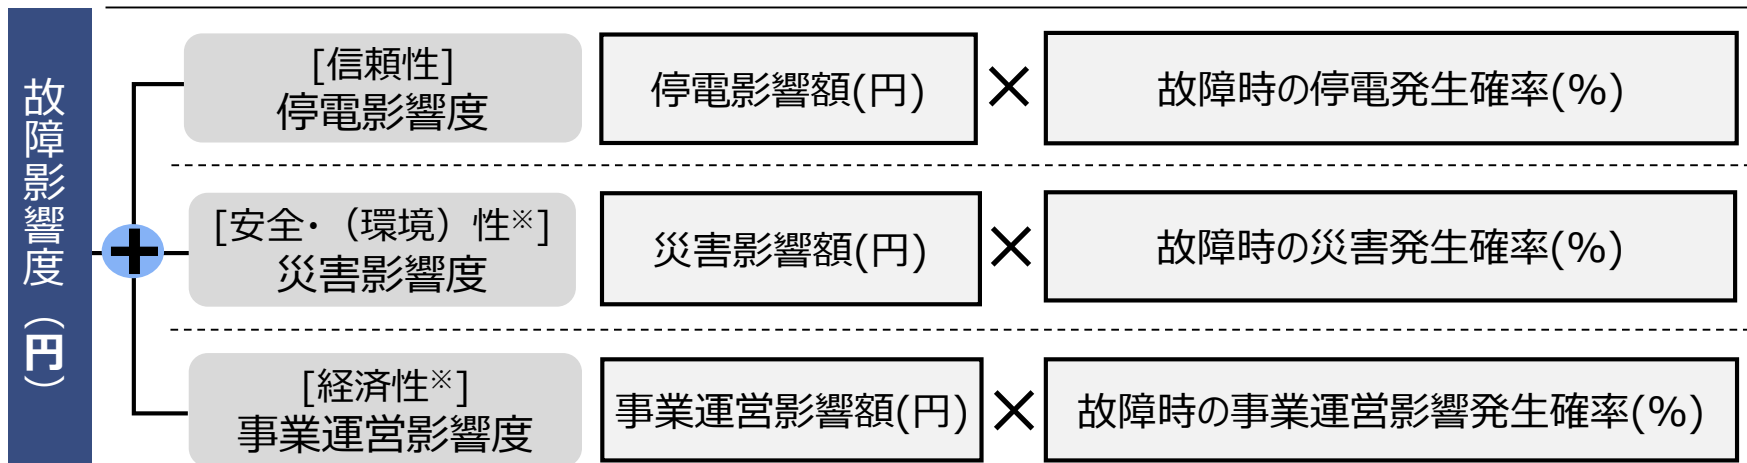 故障影響度（円）
[信頼性]
停電影響度
停電影響額(円)
×
故障時の停電発生確率(%)
+
[安全・（環境）性※]
災害影響度
災害影響額(円)
×
故障時の災害発生確率(%)
[経済性※]
事業運営影響度
事業運営影響額(円)
×
故障時の事業運営影響発生確率(%)